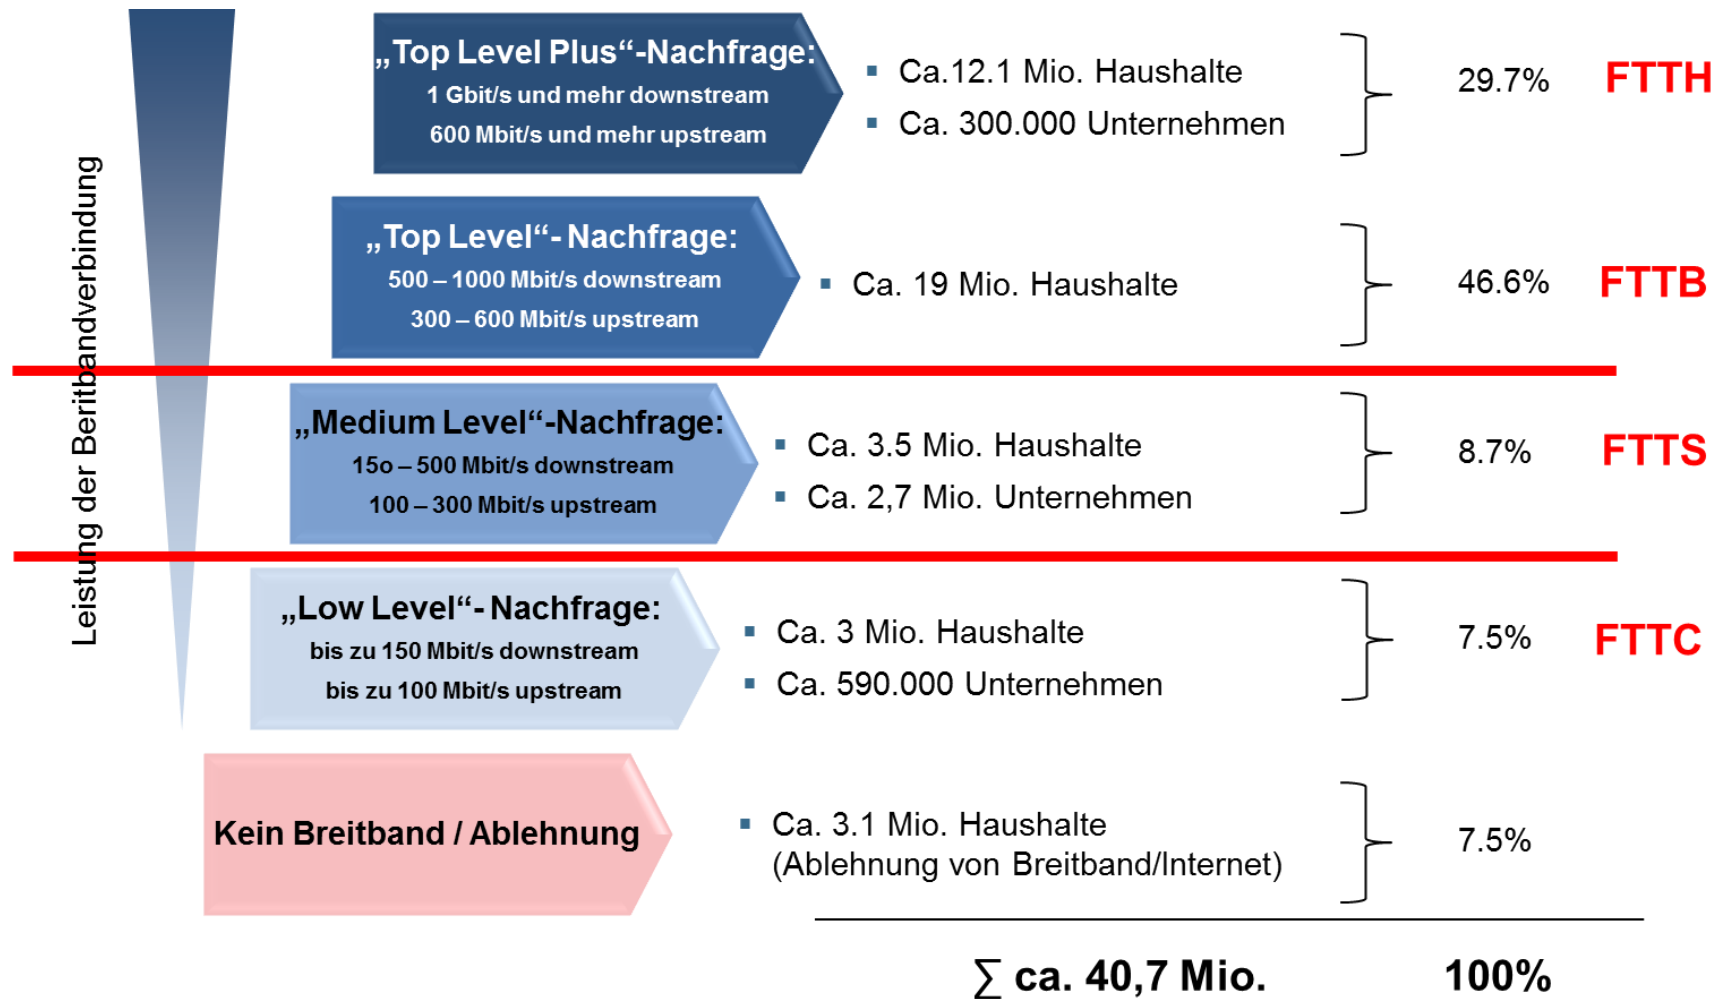 Leistung der Beritbandverbindung
„Top Level Plus“-Nachfrage:
1 Gbit/s und mehr downstream
600 Mbit/s und mehr upstream
▪ Ca.12.1 Mio. Haushalte
▪ Ca. 300.000 Unternehmen
29.7%
FTTH
„Top Level“- Nachfrage:
500 – 1000 Mbit/s downstream
300 – 600 Mbit/s upstream
▪ Ca. 19 Mio. Haushalte
46.6%
FTTB
„Medium Level“-Nachfrage:
15o – 500 Mbit/s downstream
100 – 300 Mbit/s upstream
▪ Ca. 3.5 Mio. Haushalte
▪ Ca. 2,7 Mio. Unternehmen
8.7%
FTTS
„Low Level“- Nachfrage:
bis zu 150 Mbit/s downstream
bis zu 100 Mbit/s upstream
▪ Ca. 3 Mio. Haushalte
▪ Ca. 590.000 Unternehmen
7.5%
FTTC
Kein Breitband / Ablehnung
▪ Ca. 3.1 Mio. Haushalte
(Ablehnung von Breitband/Internet)
7.5%
∑ ca. 40,7 Mio.
100%